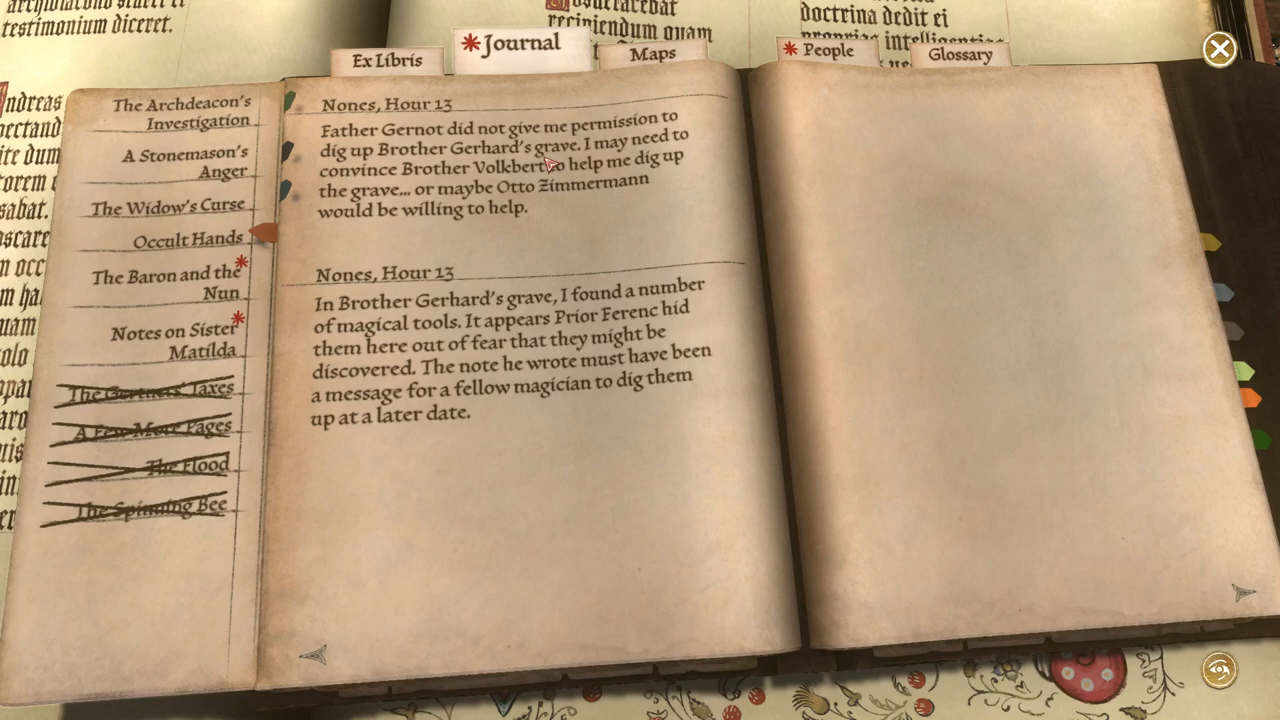 testimonium diceret.
recipiendum quam
doctrina dedit ei
Ex Libris
*Journal
Maps
* People
Glossary
The Archdeacon's
Investigation
A Stonemason's
Anger
The Widow's Curse
Occult Hands
The Baron and the *
Nun
Notes on Sister *
Matilda
The Gertners' Taxes
A Few More Pages
The Flood
The Spinning Bee
Nones, Hour 13
Father Gernot did not give me permission to
dig up Brother Gerhard's grave. I may need to
convince Brother Volkbert to help me dig up
the grave... or maybe Otto Zimmermann
would be willing to help.
Nones, Hour 13
In Brother Gerhard's grave, I found a number
of magical tools. It appears Prior Ferenc hid
them here out of fear that they might be
discovered. The note he wrote must have been
a message for a fellow magician to dig them
up at a later date.